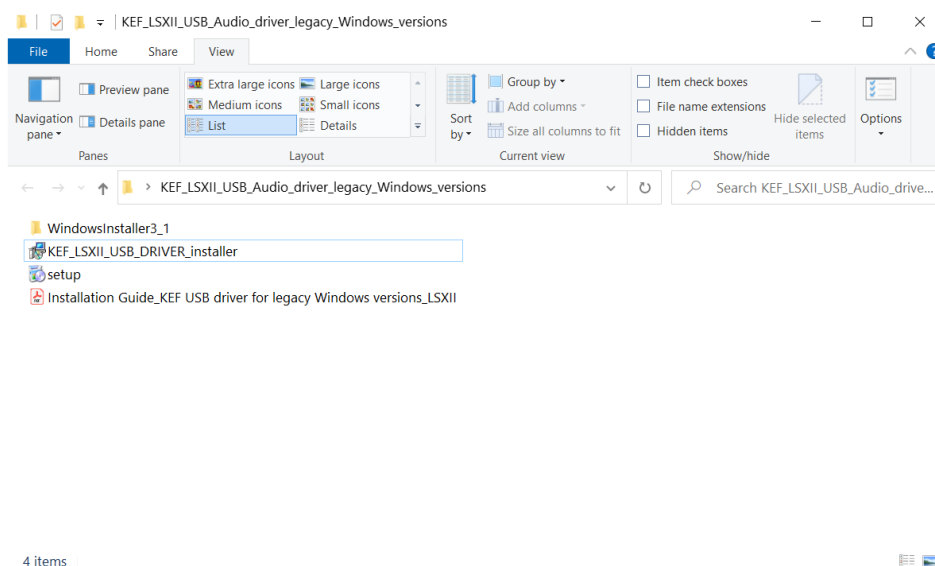 KEF_LSXII_USB_Audio_driver_legacy_Windows_versions
File Home Share View
Preview pane
Details pane
Navigation pane
Panes
Extra large icons Large icons
Medium icons Small icons
List Details
Layout
Sort by
Group by
Add columns
Size all columns to fit
Current view
Item check boxes
File name extensions
Hidden items
Hide selected items
Show/hide
Options
KEF_LSXII_USB_Audio_driver_legacy_Windows_versions
Search KEF_LSXII_USB_Audio_drive...
WindowsInstaller3_1
KEF_LSXII_USB_DRIVER_installer
setup
Installation Guide_KEF USB driver for legacy Windows versions_LSXII
4 items